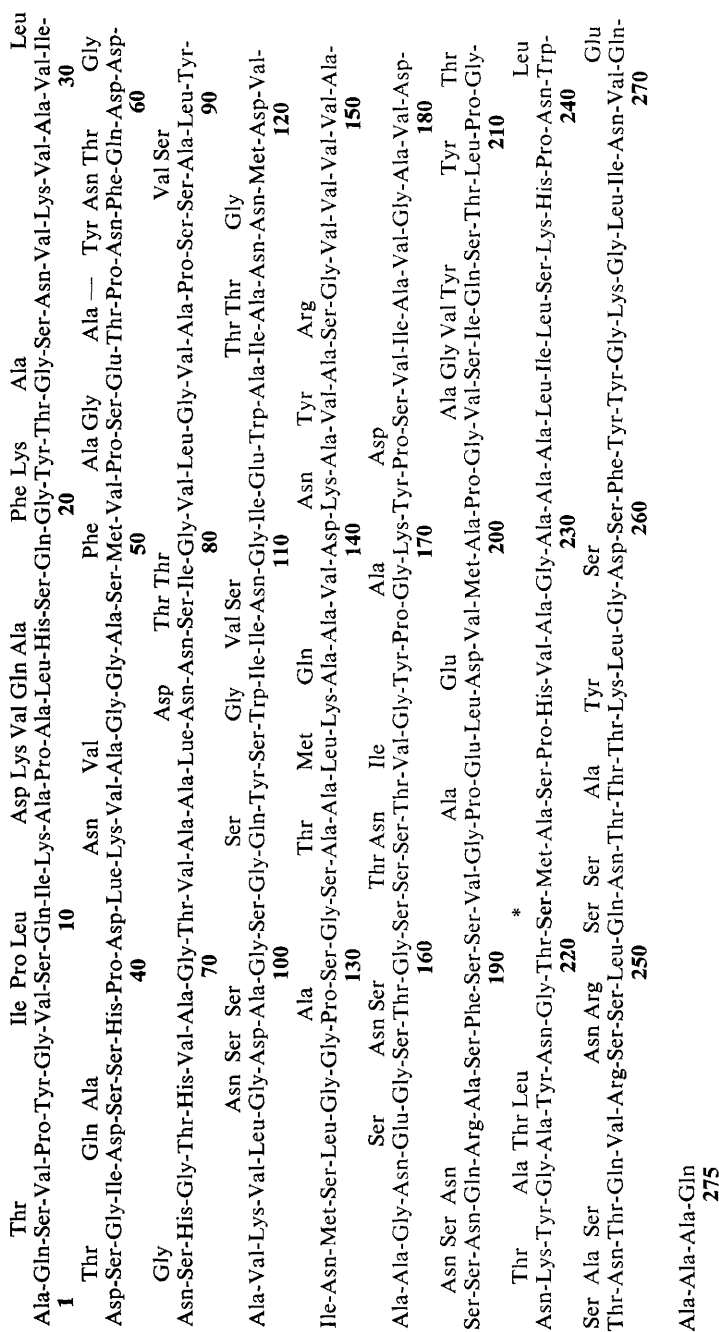 Thr Ile Pro Leu Asp Lys Val Gln Ala Phe Lys Ala Leu
Ala-Gln-Ser-Val-Pro-Tyr-Gly-Val-Ser-Gln-Ile-Lys-Ala-Pro-Ala-Leu-His-Ser-Gln-Gly-Tyr-Thr-Gly-Ser-Asn-Val-Lys-Val-Ala-Val-Ile-
1 10 20 30
Thr Gln Ala Asn Val Phe Ala Gly Ala — Tyr Asn Thr Gly
Asp-Ser-Gly-Ile-Asp-Ser-Ser-His-Pro-Asp-Lue-Lys-Val-Ala-Gly-Gly-Ala-Ser-Met-Val-Pro-Ser-Glu-Thr-Pro-Asn-Phe-Gln-Asp-Asp-
40 50 60
Gly Asp Thr Thr Val Ser
Asn-Ser-His-Gly-Thr-His-Val-Ala-Gly-Thr-Val-Ala-Ala-Lue-Asn-Asn-Ser-Ile-Gly-Val-Leu-Gly-Val-Ala-Pro-Ser-Ser-Ala-Leu-Tyr-
70 80 90
Asn Ser Ser Ser Gly Val Ser Thr Thr Gly
Ala-Val-Lys-Val-Leu-Gly-Asp-Ala-Gly-Ser-Gly-Gln-Tyr-Ser-Trp-Ile-Ile-Asn-Gly-Ile-Glu-Trp-Ala-Ile-Ala-Asn-Asn-Met-Asp-Val-
100 110 120
Ala Thr Met Gln Asn Tyr Arg
Ile-Asn-Met-Ser-Leu-Gly-Gly-Pro-Ser-Gly-Ser-Ala-Ala-Leu-Lys-Ala-Ala-Val-Asp-Lys-Ala-Val-Ala-Ser-Gly-Val-Val-Val-Val-Ala-
130 140 150
Ser Asn Ser Thr Asn Ile Ala Asp
Ala-Ala-Gly-Asn-Glu-Gly-Ser-Thr-Gly-Ser-Ser-Ser-Thr-Val-Gly-Tyr-Pro-Gly-Lys-Tyr-Pro-Ser-Val-Ile-Ala-Val-Gly-Ala-Val-Asp-
160 170 180
Asn Ser Asn Ala Glu Ala Gly Val Tyr Tyr Thr
Ser-Ser-Asn-Gln-Arg-Ala-Ser-Phe-Ser-Ser-Val-Gly-Pro-Glu-Leu-Asp-Val-Met-Ala-Pro-Gly-Val-Ser-Ile-Gln-Ser-Thr-Leu-Pro-Gly-
190 200 210
Thr Ala Thr Leu * Leu
Asn-Lys-Tyr-Gly-Ala-Tyr-Asn-Gly-Thr-Ser-Met-Ala-Ser-Pro-His-Val-Ala-Gly-Ala-Ala-Ala-Leu-Ile-Leu-Ser-Lys-His-Pro-Asn-Trp-
220 230 240
Ser Ala Ser Asn Arg Ser Ser Ala Tyr Ser Glu
Thr-Asn-Thr-Gln-Val-Arg-Ser-Ser-Leu-Gln-Asn-Thr-Thr-Thr-Lys-Leu-Gly-Asp-Ser-Phe-Tyr-Tyr-Gly-Lys-Gly-Leu-Ile-Asn-Val-Gln-
250 260 270
Ala-Ala-Ala-Gln
275